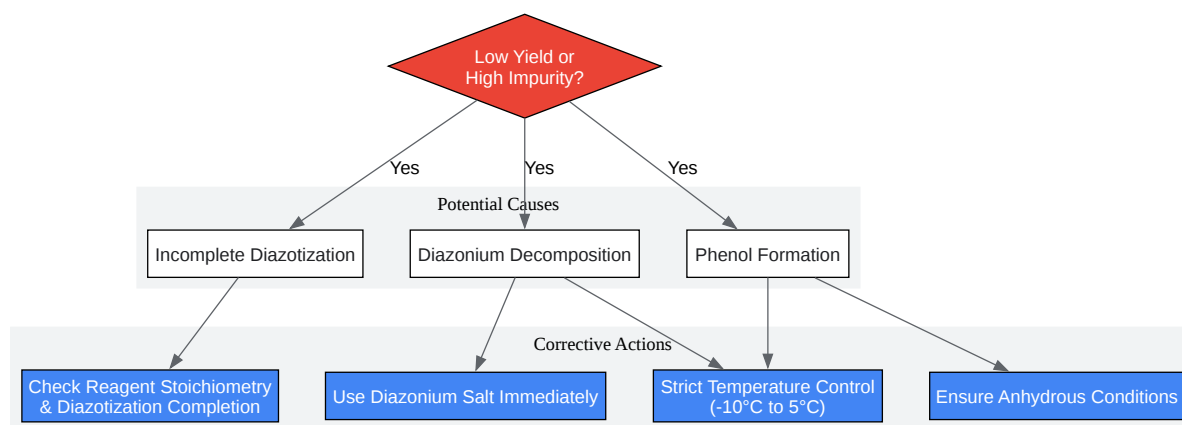 Low Yield or
High Impurity?
Yes
Yes
Yes
Potential Causes
Incomplete Diazotization
Diazonium Decomposition
Phenol Formation
Corrective Actions
Check Reagent Stoichiometry
& Diazotization Completion
Use Diazonium Salt Immediately
Strict Temperature Control
(-10°C to 5°C)
Ensure Anhydrous Conditions